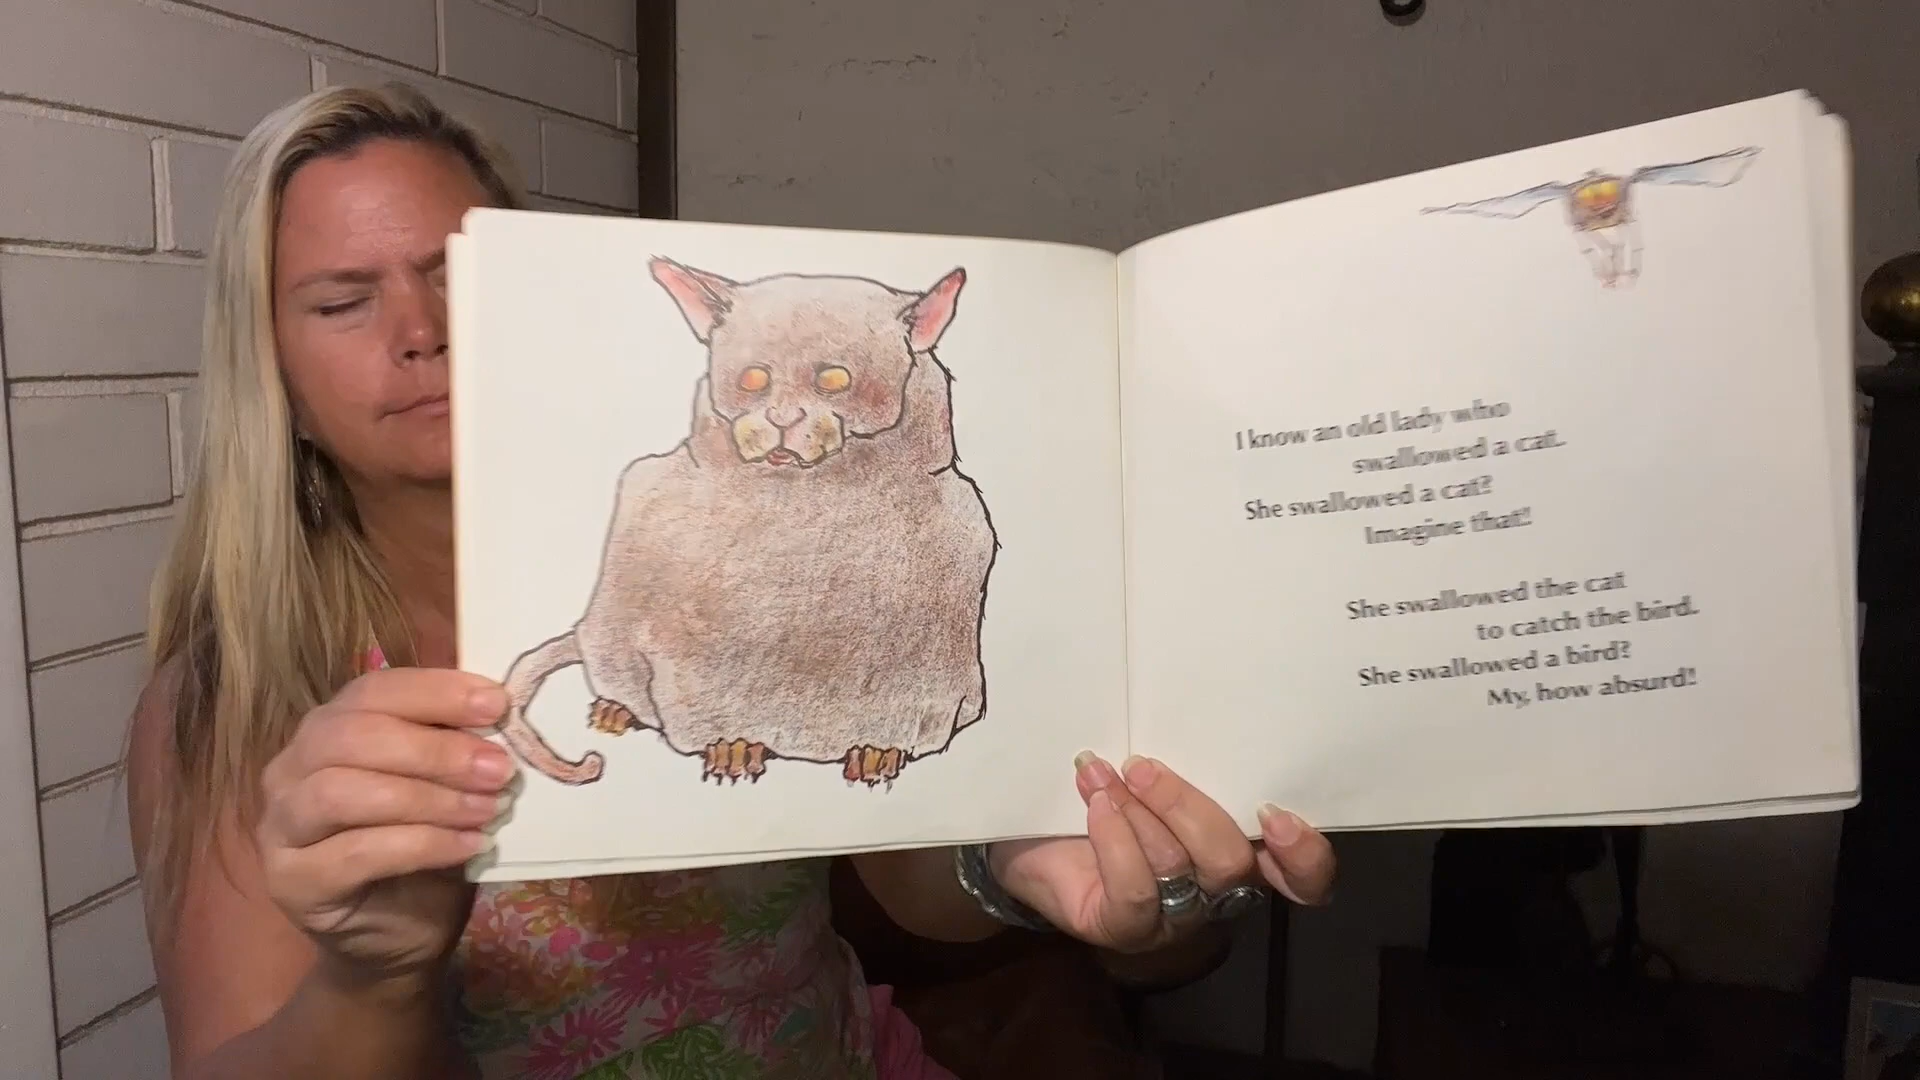 I know an old lady who
swallowed a cat.
She swallowed a cat?
Imagine that!
She swallowed the cat
to catch the bird.
She swallowed a bird?
My, how absurd!